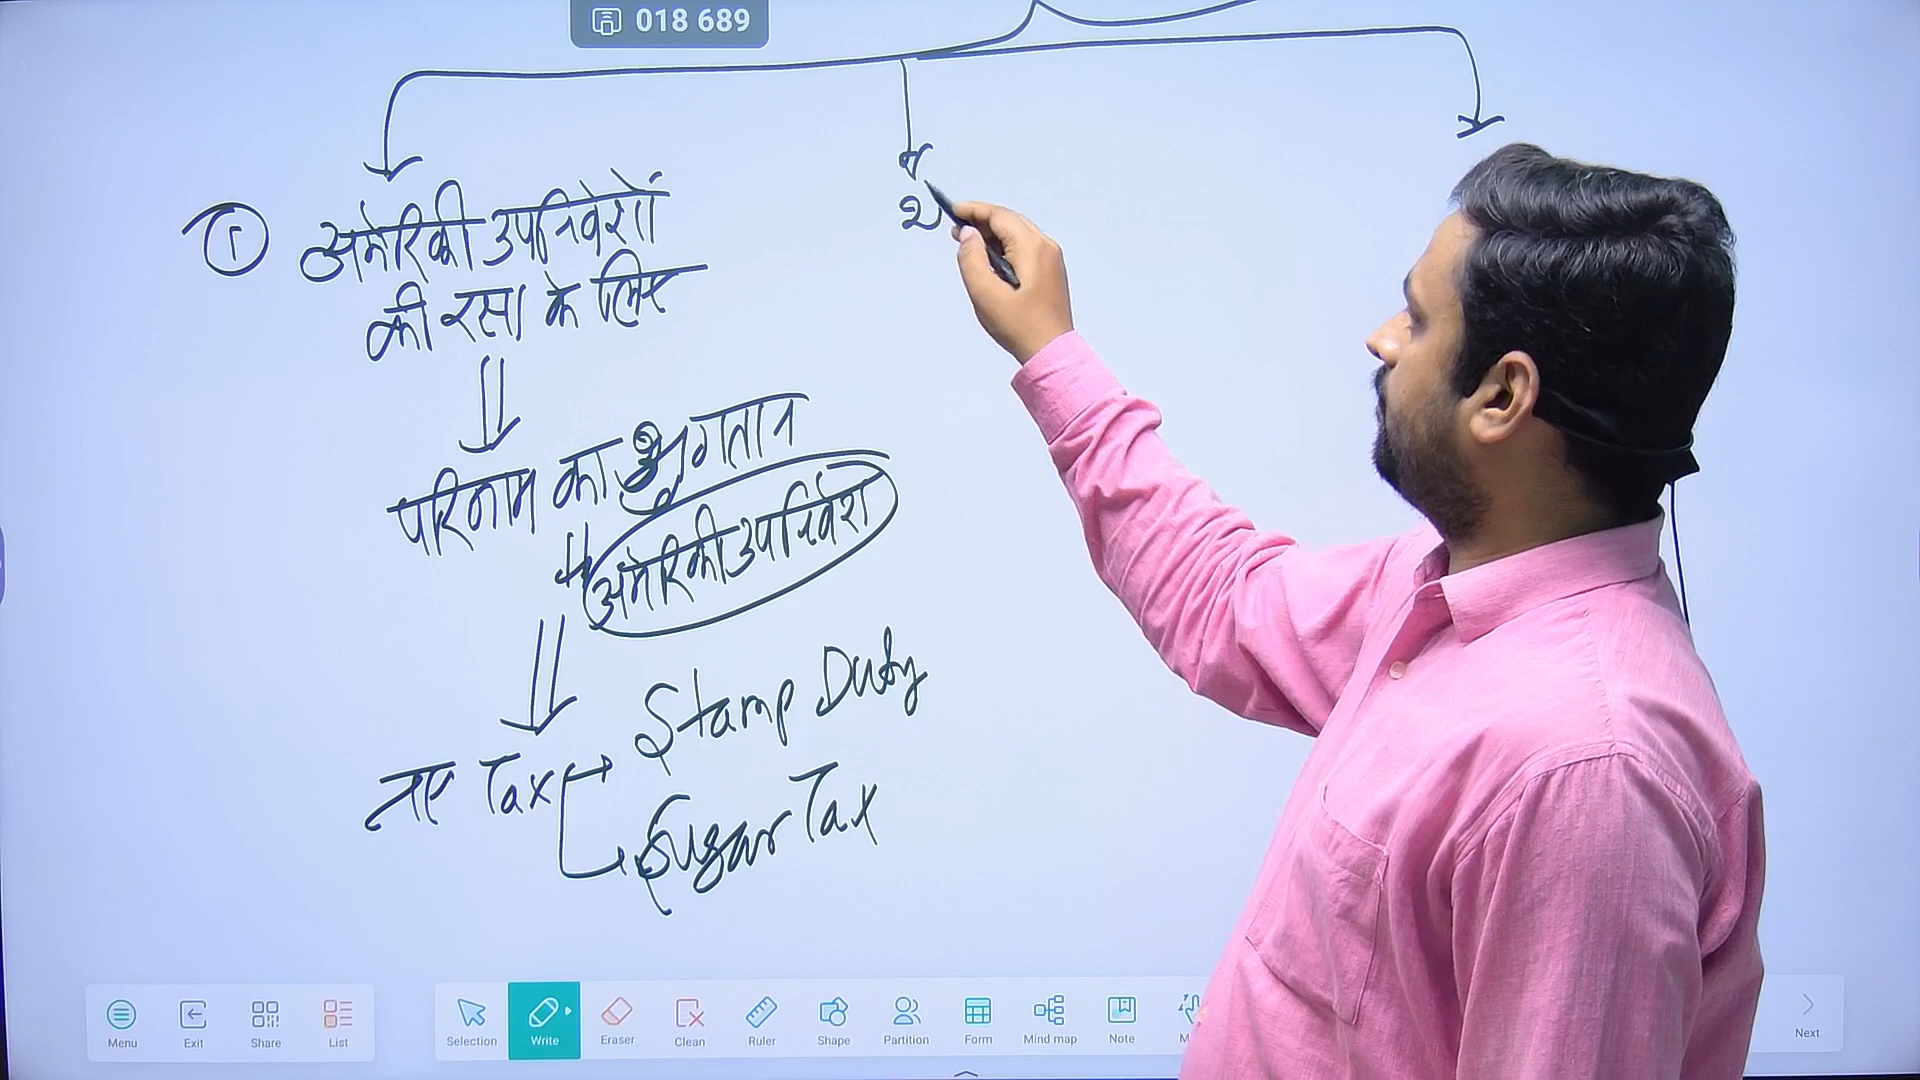 018 689
① अमेरिकी उपनिवेशों
की रक्षा के लिए
परिणाम का भुगतान
अमेरिकी उपनिवेश
नए Tax
Stamp Duty
Sugar Tax
Menu
Exit
Share
List
Selection
Write
Eraser
Clean
Ruler
Shape
Partition
Form
Mind map
Note
Next